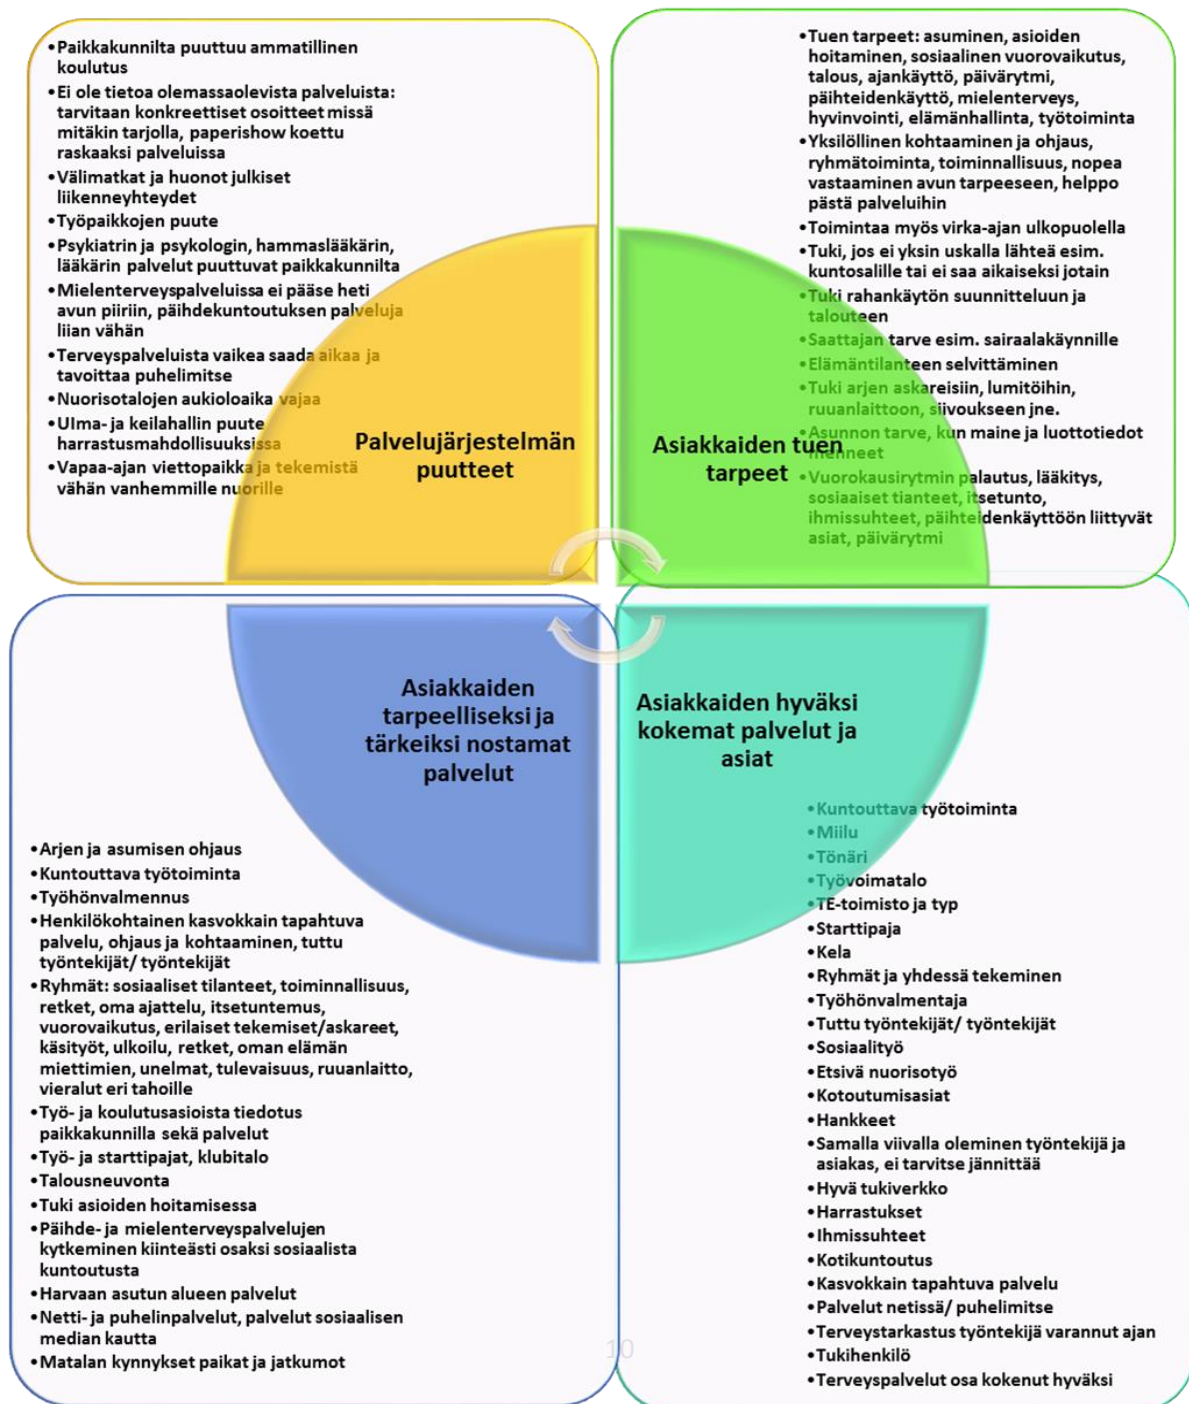 •Paikkakunnilta puuttuu ammatillinen
koulutus
•Ei ole tietoa olemassaolevista palveluista:
tarvitaan konkreettiset osoitteet missä
mitäkin tarjolla, paperishow koettu
raskaaksi palveluissa
•Välimatkat ja huonot julkiset
liikenneyhteydet
•Työpaikkojen puute
•Psykiatrin ja psykologin, hammaslääkärin,
lääkärin palvelut puuttuvat paikkakunnilta
•Mielenterveyspalveluissa ei pääse heti
avun piiriin, päihdekuntoutuksen palveluja
liian vähän
•Terveyspalveluista vaikea saada aikaa ja
tavoittaa puhelimitse
•Nuorisotalojen aukioloaika vajaa
•UIma- ja keilahallin puute
harrastusmahdollisuuksissa
•Vapaa-ajan viettopaikka ja tekemistä
vähän vanhemmille nuorille
Palvelujärjestelmän
puutteet
•Tuen tarpeet: asuminen, asioiden
hoitaminen, sosiaalinen vuorovaikutus,
talous, ajankäyttö, päivärytmi,
päihteidenkäyttö, mielenterveys,
hyvinvointi, elämänhallinta, työtoiminta
•Yksilöllinen kohtaaminen ja ohjaus,
ryhmätoiminta, toiminnallisuus, nopea
vastaaminen avun tarpeeseen, helppo
pästä palveluihin
•Toimintaa myös virka-ajan ulkopuolella
•Tuki, jos ei yksin uskalla lähteä esim.
kuntosalille tai ei saa aikaiseksi jotain
•Tuki rahankäytön suunnitteluun ja
talouteen
•Saattajan tarve esim. sairaalakäynnille
•Elämäntilanteen selvittäminen
•Tuki arjen askareisiin, lumitöihin,
ruuanlaittoon, siivoukseen jne.
•Asunnon tarve, kun maine ja luottotiedot
menneet
•Vuorokausirytmin palautus, lääkitys,
sosiaaiset tianteet, itsetunto,
ihmissuhteet, päihteidenkäyttöön liittyvät
asiat, päivärytmi
Asiakkaiden tuen
tarpeet
Asiakkaiden
tarpeelliseksi ja
tärkeiksi nostamat
palvelut
•Arjen ja asumisen ohjaus
•Kuntouttava työtoiminta
•Työhönvalmennus
•Henkilökohtainen kasvokkain tapahtuva
palvelu, ohjaus ja kohtaaminen, tuttu
työntekijät/ työntekijät
•Ryhmät: sosiaaliset tilanteet, toiminnallisuus,
retket, oma ajattelu, itsetuntemus,
vuorovaikutus, erilaiset tekemiset/askareet,
käsityöt, ulkoilu, retket, oman elämän
miettimien, unelmat, tulevaisuus, ruuanlaitto,
vieralut eri tahoille
•Työ- ja koulutusasioista tiedotus
paikkakunnilla sekä palvelut
•Työ- ja starttipajat, klubitalo
•Talousneuvonta
•Tuki asioiden hoitamisessa
•Päihde- ja mielenterveyspalvelujen
kytkeminen kiinteästi osaksi sosiaalista
kuntoutusta
•Harvaan asutun alueen palvelut
•Netti- ja puhelinpalvelut, palvelut sosiaalisen
median kautta
•Matalan kynnykset paikat ja jatkumot
Asiakkaiden hyväksi
kokemat palvelut ja
asiat
•Kuntouttava työtoiminta
•Miilu
•Tönäri
•Työvoimatalo
•TE-toimisto ja typ
•Starttipaja
•Kela
•Ryhmät ja yhdessä tekeminen
•Työhönvalmentaja
•Tuttu työntekijät/ työntekijät
•Sosiaalityö
•Etsivä nuorisotyö
•Kotoutumisasiat
•Hankkeet
•Samalla viivalla oleminen työntekijä ja
asiakas, ei tarvitse jännittää
•Hyvä tukiverkko
•Harrastukset
•Ihmissuhteet
•Kotikuntoutus
•Kasvokkain tapahtuva palvelu
•Palvelut netissä/ puhelimitse
•Terveystarkastus työntekijä varannut ajan
•Tukihenkilö
•Terveyspalvelut osa kokenut hyväksi
10